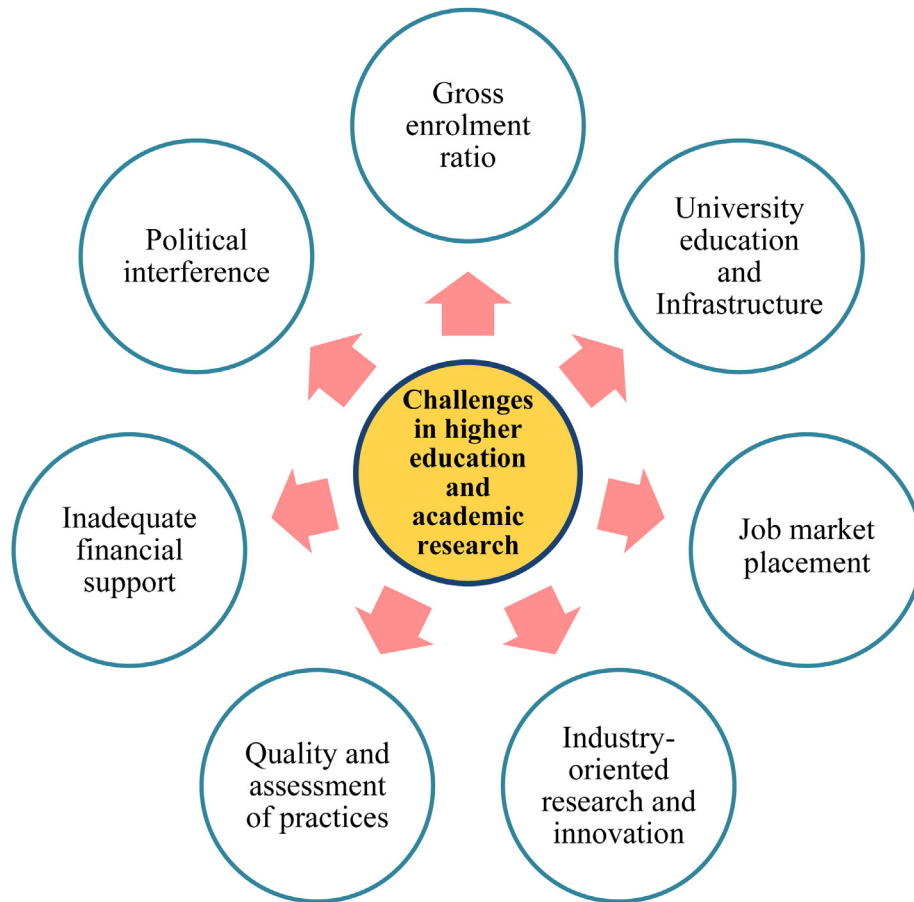 Gross
enrolment
ratio
University
education
and
Infrastructure
Job market
placement
Industry-
oriented
research and
innovation
Quality and
assessment
of practices
Inadequate
financial
support
Political
interference
Challenges
in higher
education
and
academic
research